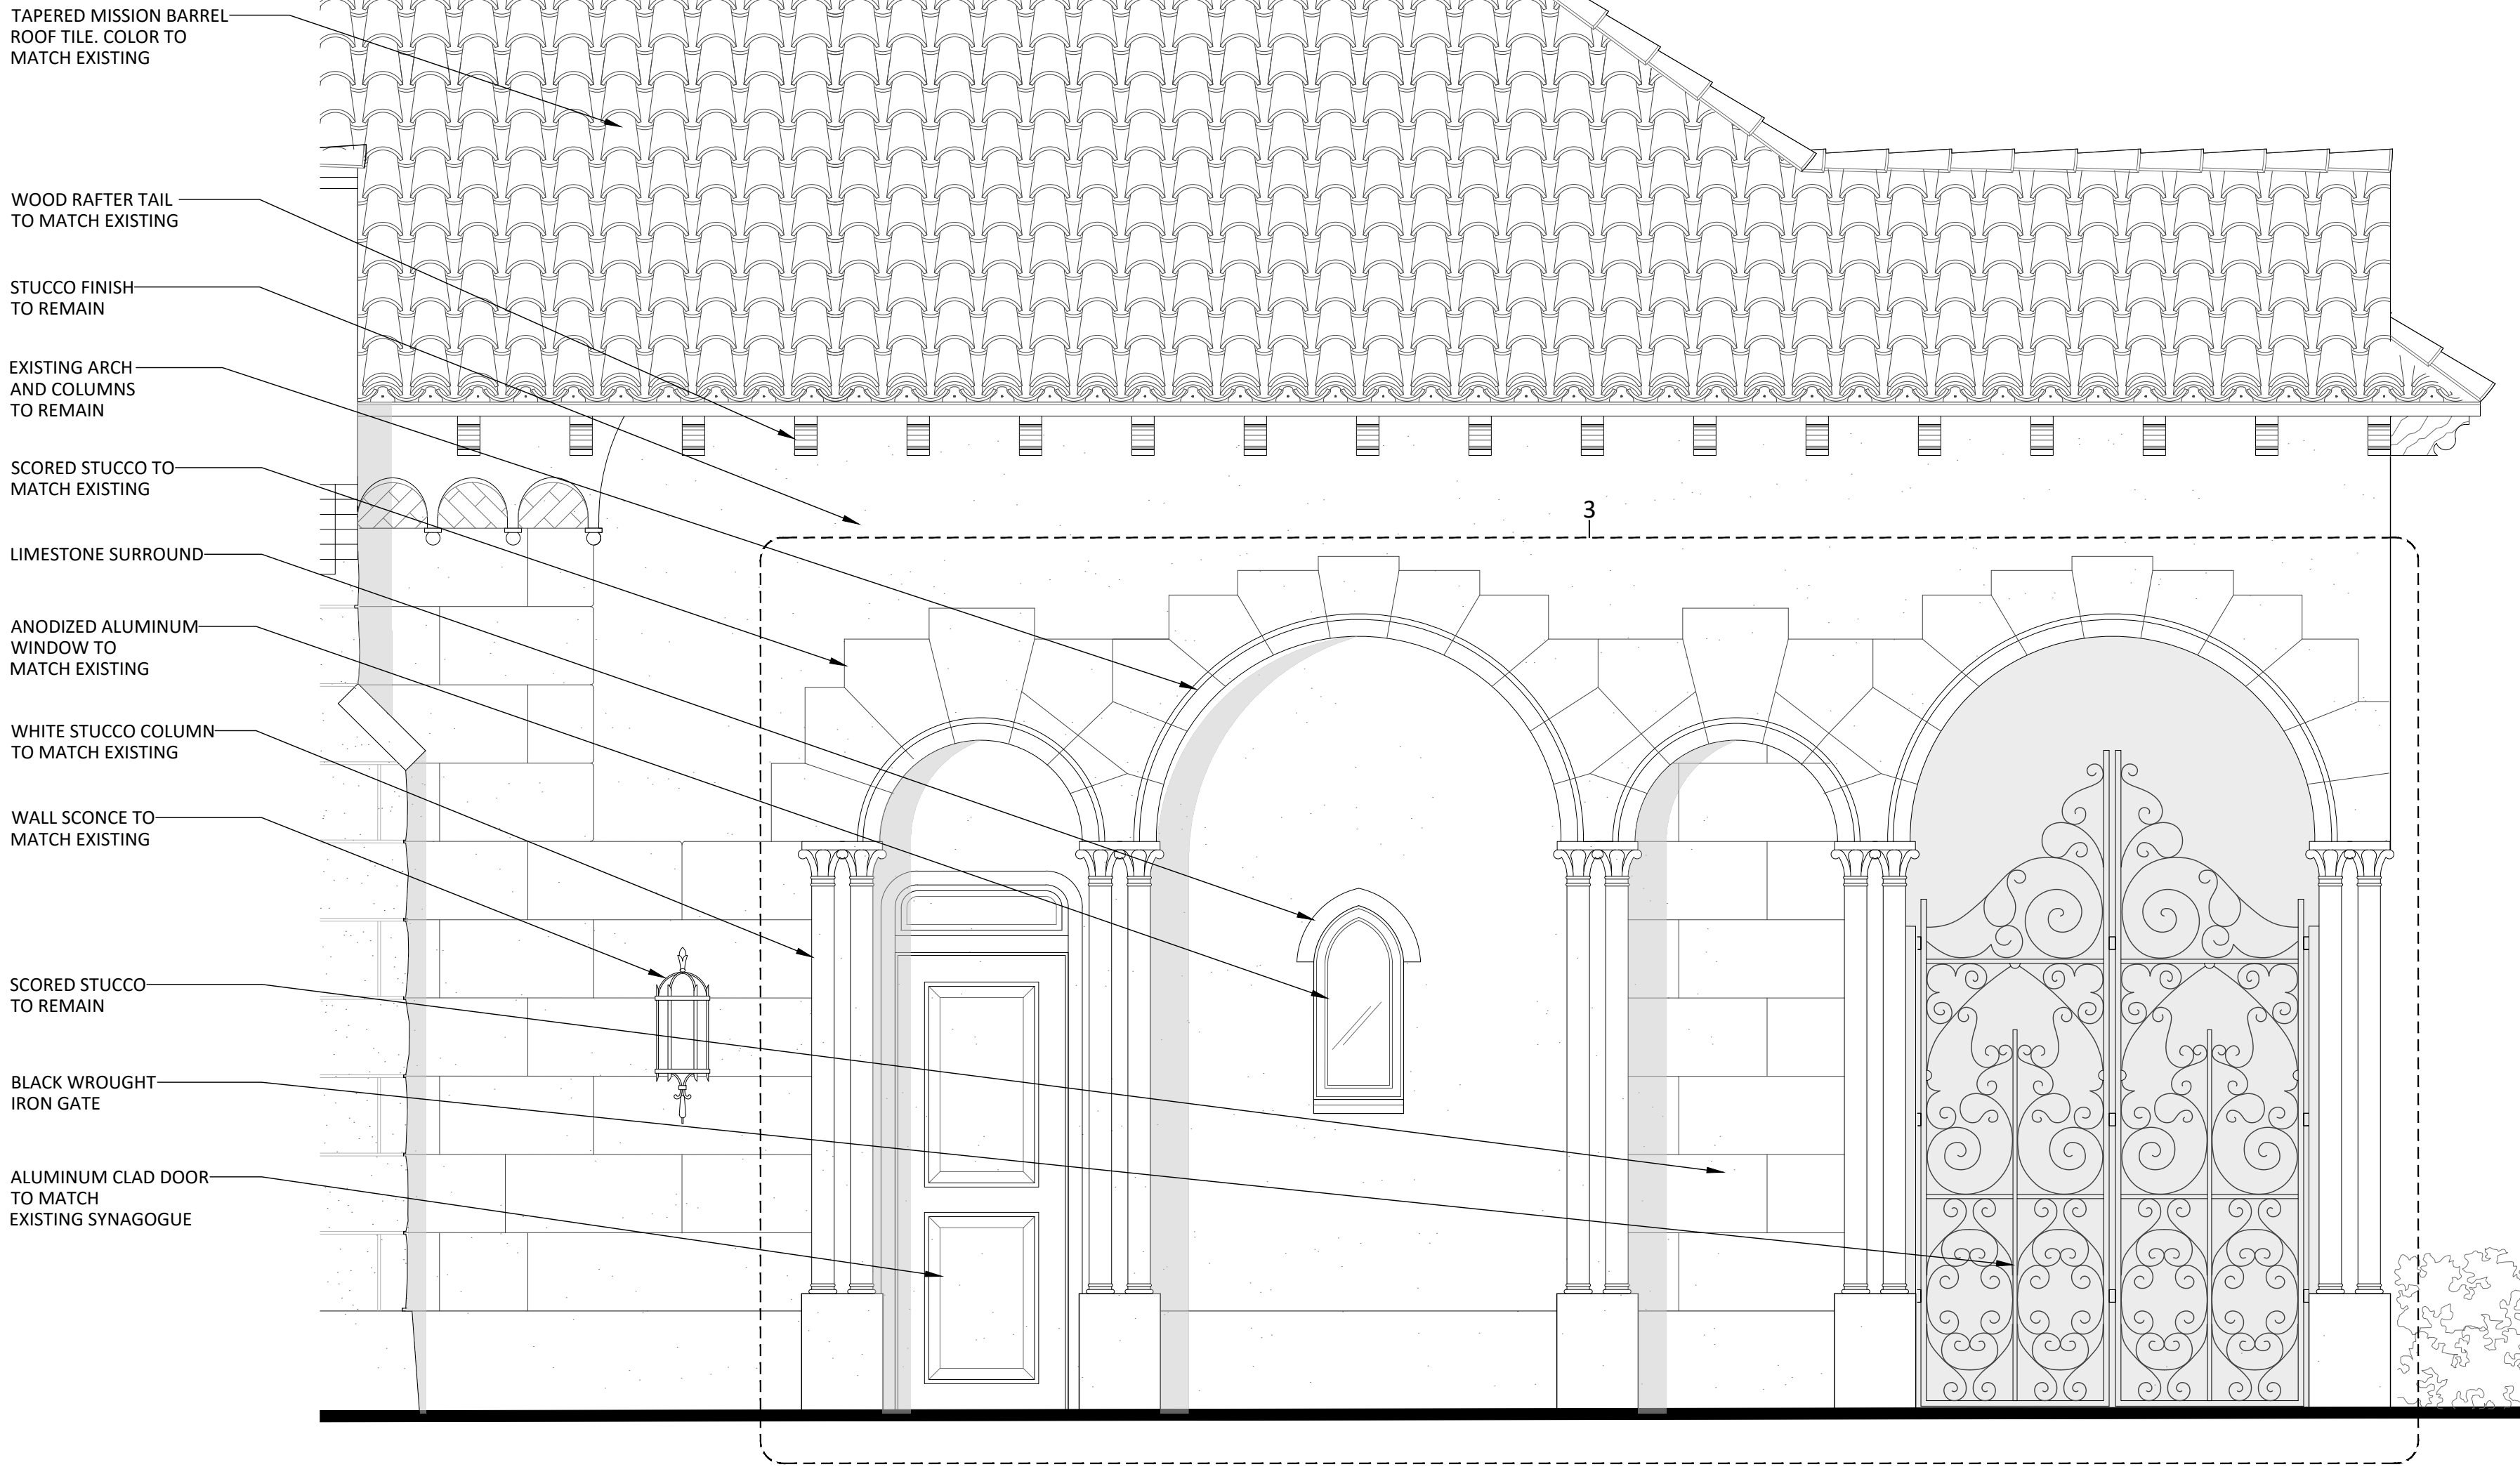 TAPERED MISSION BARREL
ROOF TILE. COLOR TO
MATCH EXISTING
WOOD RAFTER TAIL
TO MATCH EXISTING
STUCCO FINISH
TO REMAIN
EXISTING ARCH
AND COLUMNS
TO REMAIN
SCORED STUCCO TO
MATCH EXISTING
3
LIMESTONE SURROUND
ANODIZED ALUMINUM
WINDOW TO
MATCH EXISTING
WHITE STUCCO COLUMN
TO MATCH EXISTING
WALL SCONCE TO
MATCH EXISTING
SCORED STUCCO
TO REMAIN
BLACK WROUGHT
IRON GATE
ALUMINUM CLAD DOOR
TO MATCH
EXISTING SYNAGOGUE